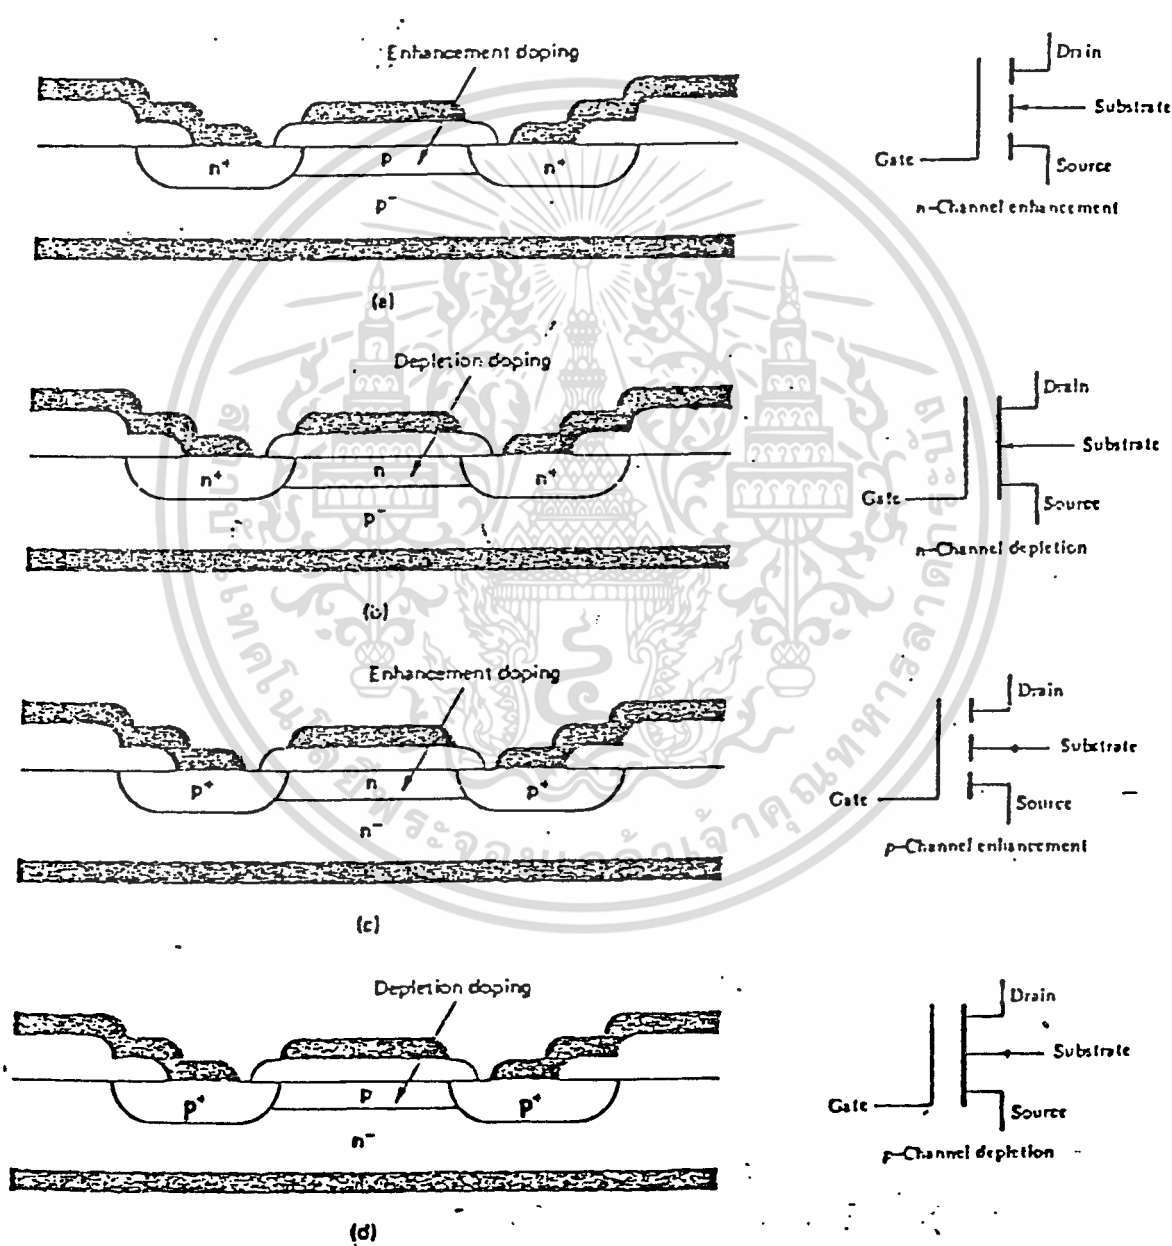 Enhancement doping
n⁺
p
n⁺
p⁻
(a)
Drain
Substrate
Gate
Source
n-Channel enhancement
Depletion doping
n⁺
n
n⁺
p⁻
(b)
Drain
Substrate
Gate
Source
n-Channel depletion
Enhancement doping
p⁺
n
p⁺
n⁻
(c)
Drain
Substrate
Gate
Source
p-Channel enhancement
Depletion doping
p⁺
p
p⁺
n⁻
(d)
Drain
Substrate
Gate
Source
p-Channel depletion